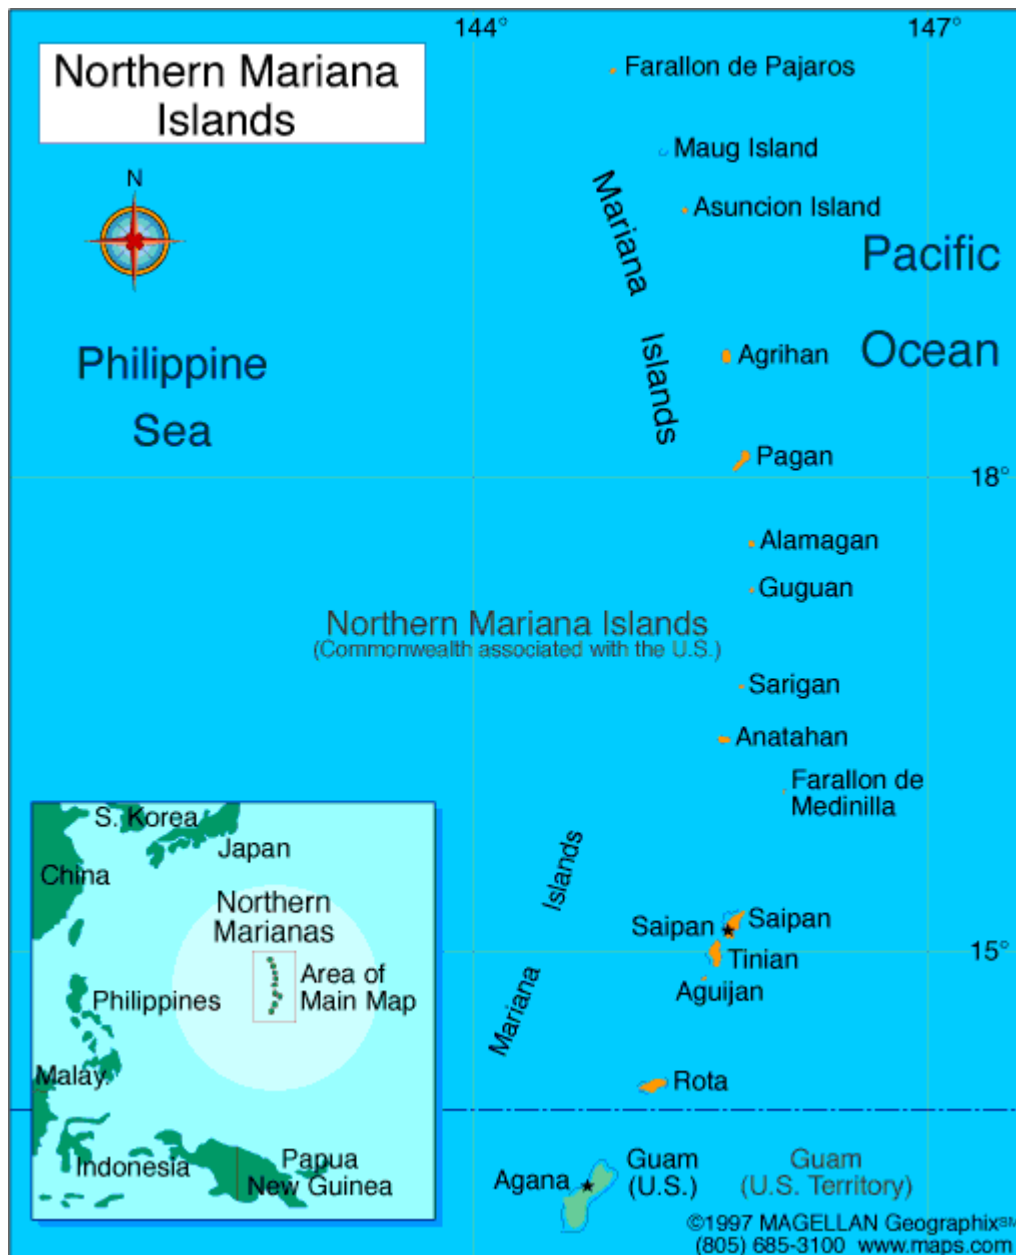 144°
147°
Northern Mariana
Islands
Farallon de Pajaros
N
Maug Island
Mariana
Islands
Asuncion Island
Pacific
Ocean
Philippine
Sea
Agrihan
Pagan
18°
Alamagan
Guguan
Northern Mariana Islands
(Commonwealth associated with the U.S.)
Sarigan
Anatahan
Farallon de
Medinilla
S. Korea
Japan
China
Northern
Marianas
Area of
Main Map
Philippines
Malay.
Indonesia
Papua
New Guinea
Islands
Mariana
Saipan
Saipan
15°
Tinian
Aguijan
Rota
Agana
Guam
(U.S.)
Guam
(U.S. Territory)
©1997 MAGELLAN Geographix℠
(805) 685-3100 www.maps.com